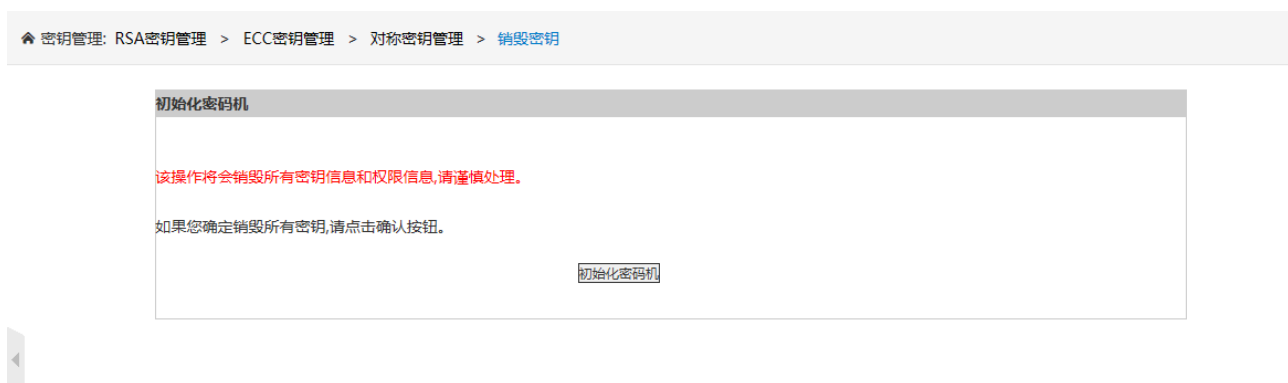 密钥管理: RSA密钥管理 > ECC密钥管理 > 对称密钥管理 > 销毁密钥
初始化密码机
该操作将会销毁所有密钥信息和权限信息,请谨慎处理。
如果您确定销毁所有密钥,请点击确认按钮。
初始化密码机